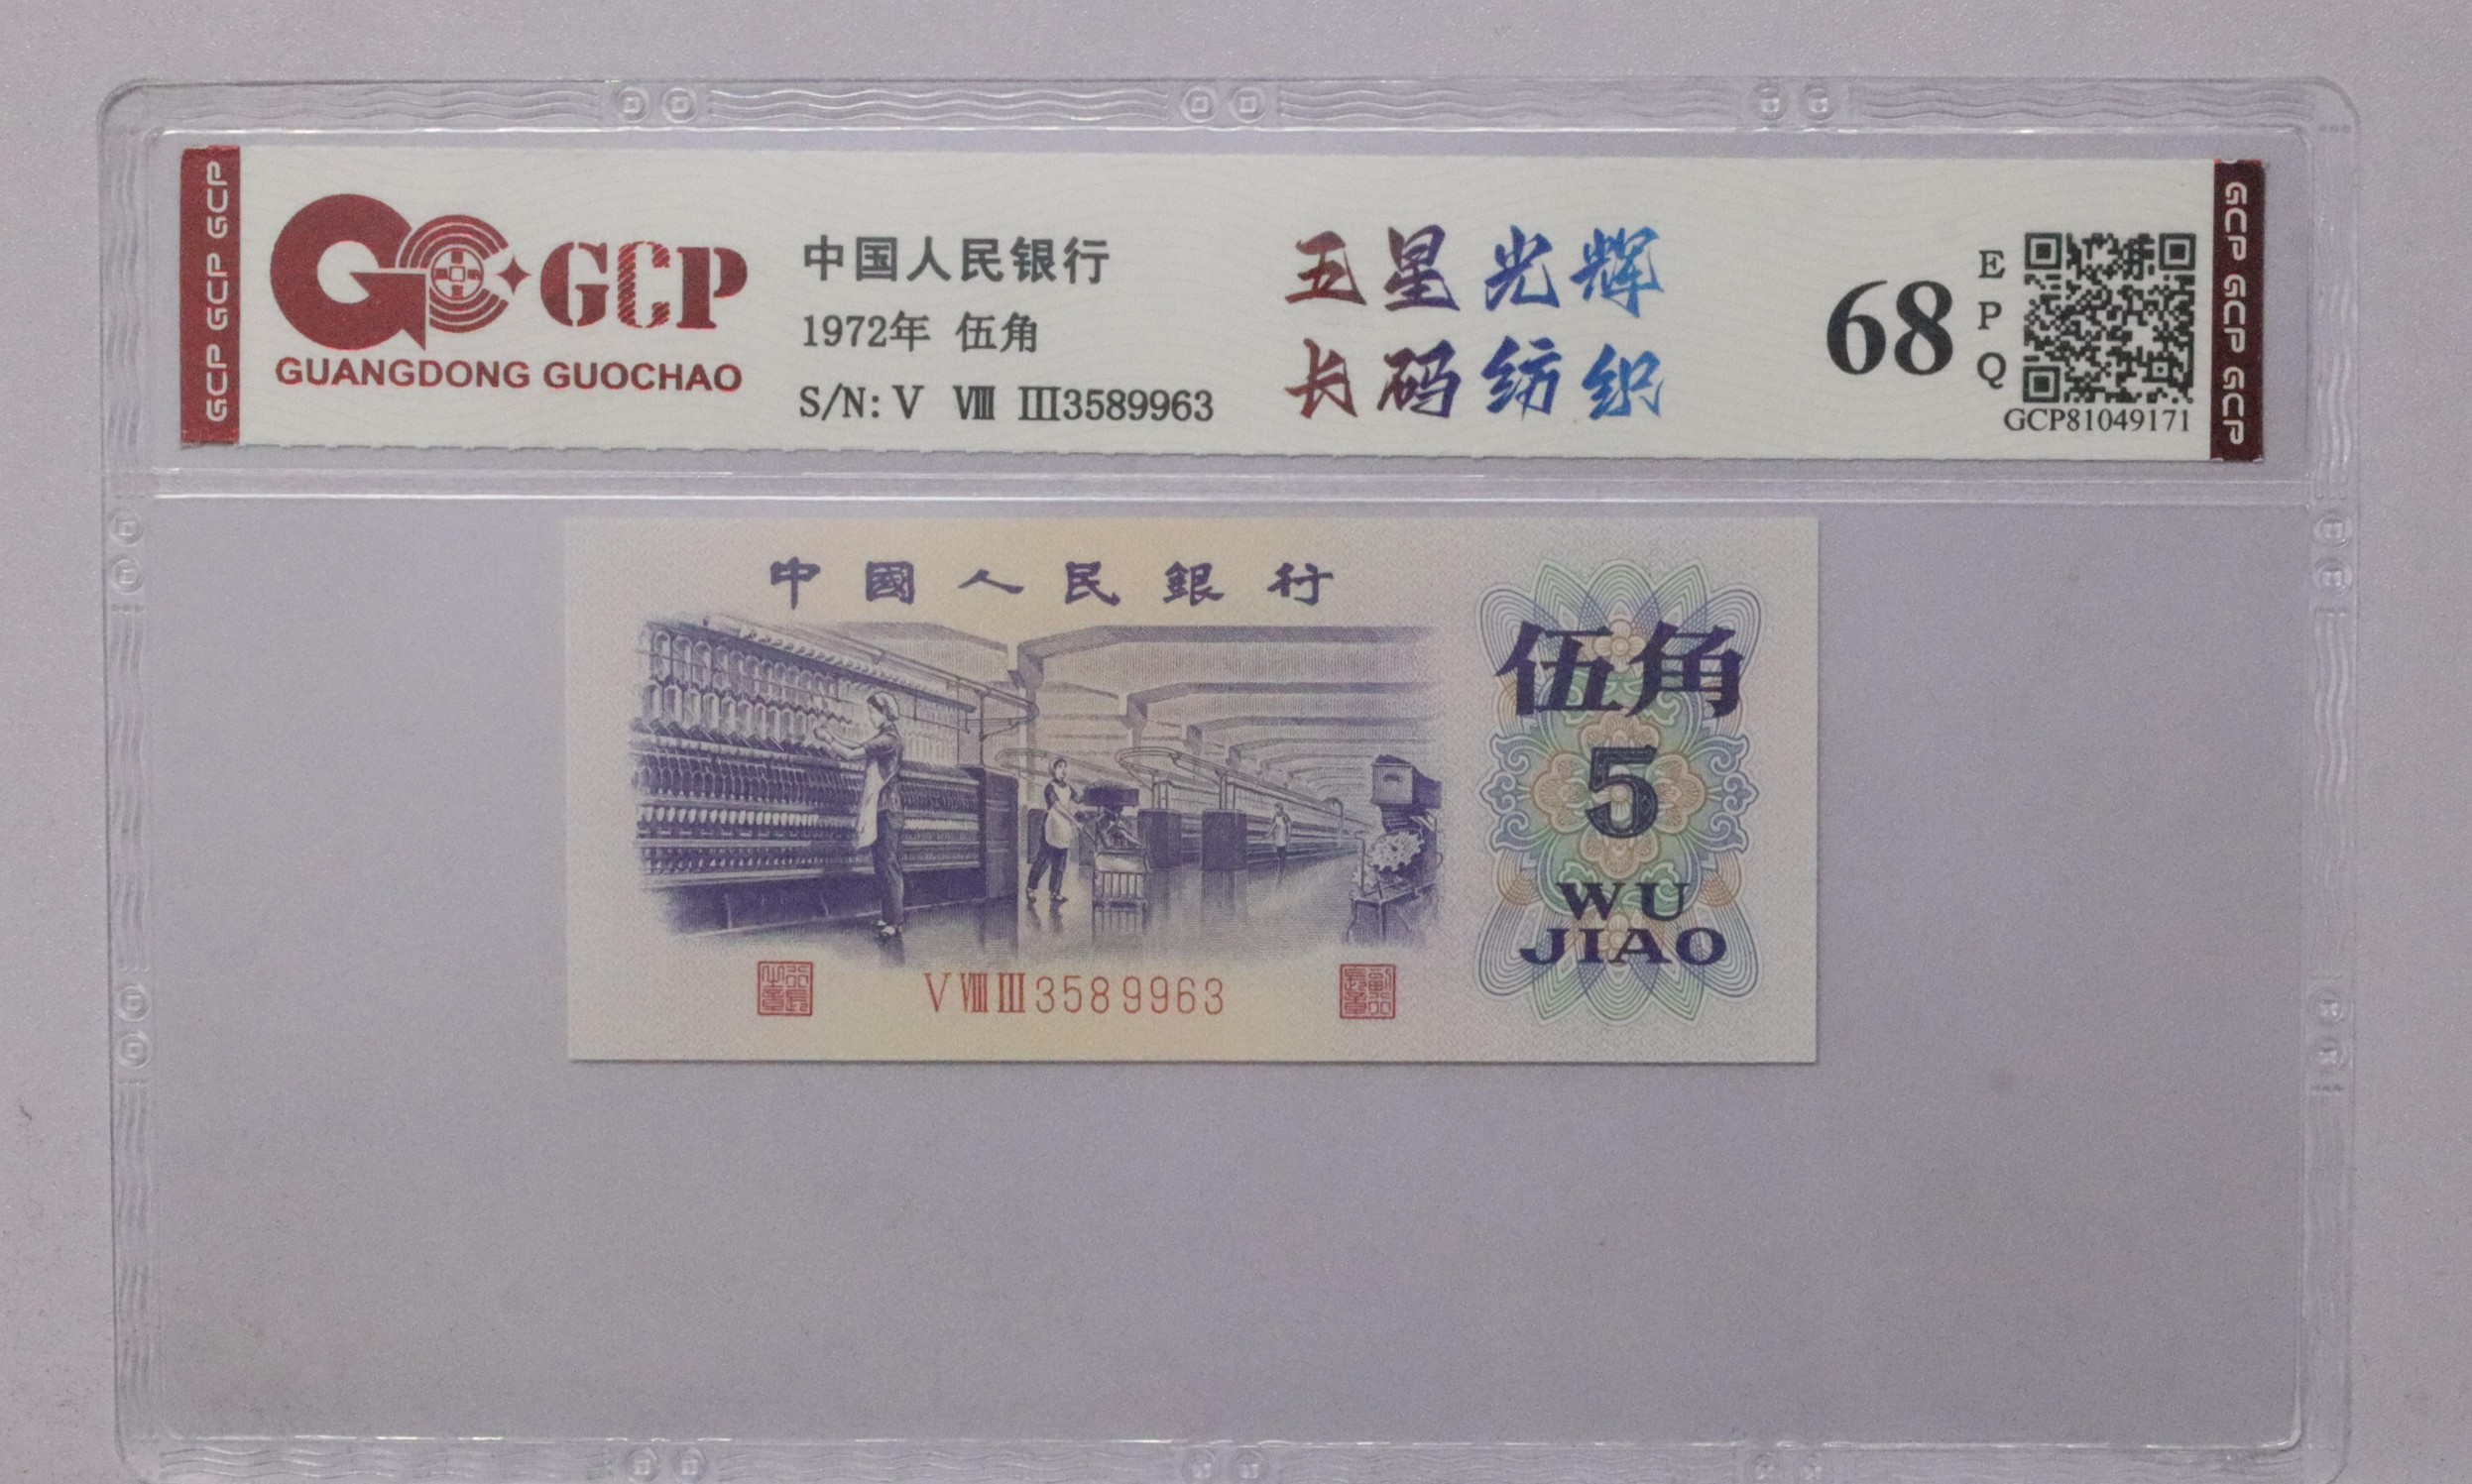 GCP GCP GCP
GCP
GUANGDONG GUOCHAO
中国人民银行
1972年 伍角
S/N: V Ⅷ III3589963
五星光辉
长码纺织
68
E
P
Q
GCP81049171
GCP GCP GCP
中國人民銀行
伍角
5
WU
JIAO
V Ⅷ III 3589963